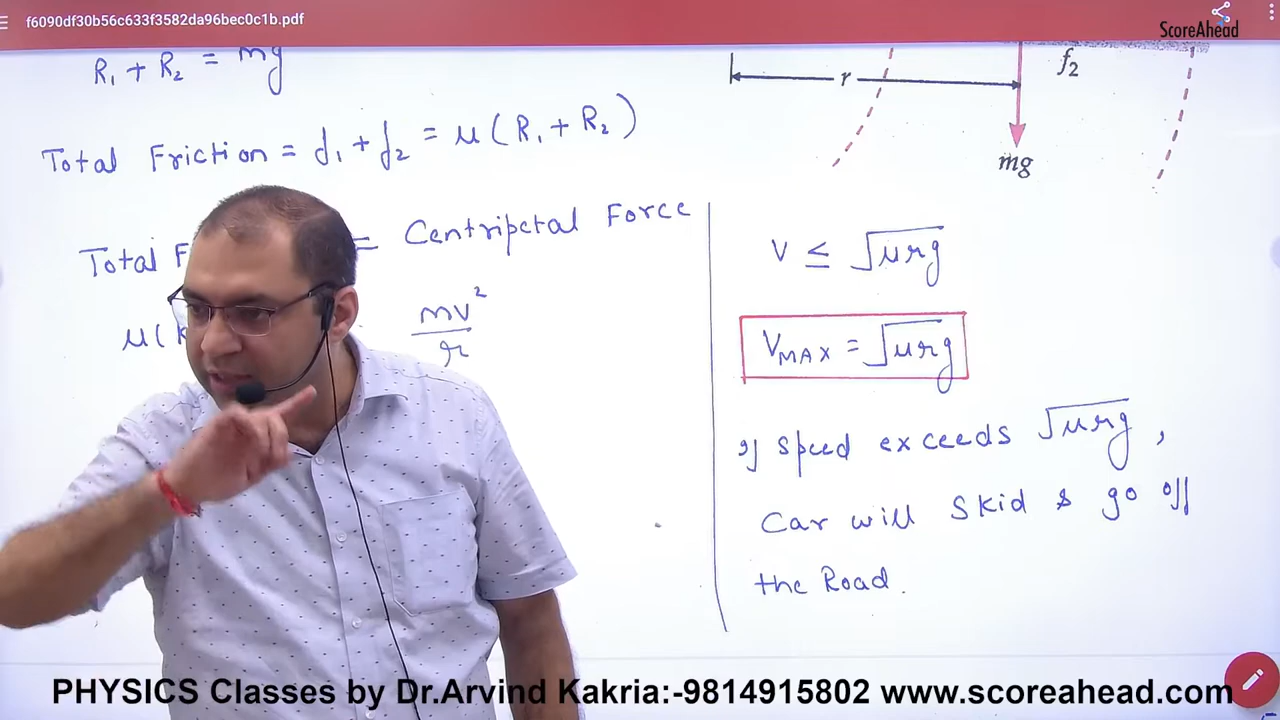 f6090df30b56c633f3582da96bec0c1b.pdf
ScoreAhead
R₁ + R₂ = mg
f₂
r
mg
Total Friction = f₁ + f₂ = μ ( R₁ + R₂ )
Total F = Centripetal Force
μ ( mv²
r
v ≤ √μrg
V MAX = √μrg
If speed exceeds √μrg ,
Car will skid & go off
the Road.
PHYSICS Classes by Dr.Arvind Kakria:-9814915802 www.scoreahead.com